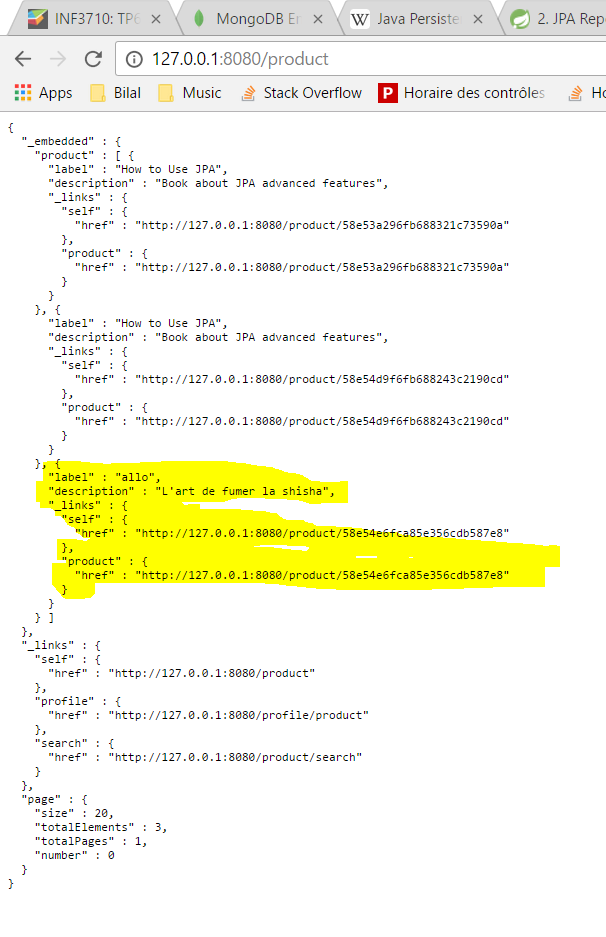 INF3710: TP6
MongoDB En
Java Persiste
2. JPA Rep
127.0.0.1:8080/product
Apps Bilal Music Stack Overflow Horaire des contrôles Ho
{
  "_embedded" : {
    "product" : [ {
      "label" : "How to Use JPA",
      "description" : "Book about JPA advanced features",
      "_links" : {
        "self" : {
          "href" : "http://127.0.0.1:8080/product/58e53a296fb688321c73590a"
        },
        "product" : {
          "href" : "http://127.0.0.1:8080/product/58e53a296fb688321c73590a"
        }
      }
    }, {
      "label" : "How to Use JPA",
      "description" : "Book about JPA advanced features",
      "_links" : {
        "self" : {
          "href" : "http://127.0.0.1:8080/product/58e54d9f6fb688243c2190cd"
        },
        "product" : {
          "href" : "http://127.0.0.1:8080/product/58e54d9f6fb688243c2190cd"
        }
      }
    }, {
      "label" : "allo",
      "description" : "L'art de fumer la shisha",
      "_links" : {
        "self" : {
          "href" : "http://127.0.0.1:8080/product/58e54e6fca85e356cdb587e8"
        },
        "product" : {
          "href" : "http://127.0.0.1:8080/product/58e54e6fca85e356cdb587e8"
        }
      }
    } ]
  },
  "_links" : {
    "self" : {
      "href" : "http://127.0.0.1:8080/product"
    },
    "profile" : {
      "href" : "http://127.0.0.1:8080/profile/product"
    },
    "search" : {
      "href" : "http://127.0.0.1:8080/product/search"
    }
  },
  "page" : {
    "size" : 20,
    "totalElements" : 3,
    "totalPages" : 1,
    "number" : 0
  }
}